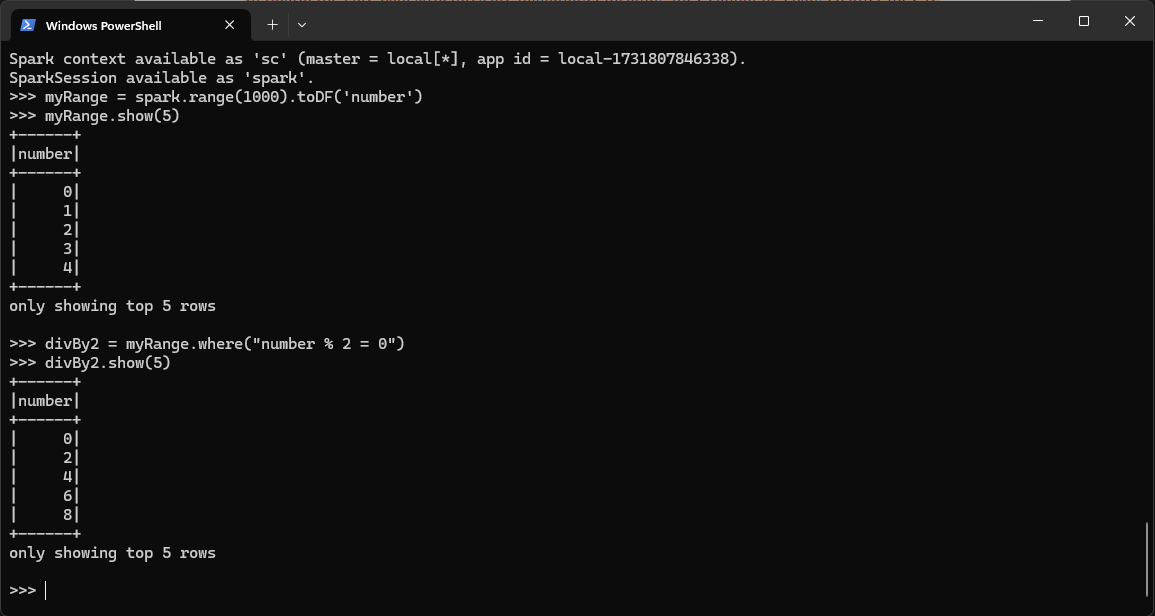 Windows PowerShell
Spark context available as 'sc' (master = local[*], app id = local-1731807846338).
SparkSession available as 'spark'.
>>> myRange = spark.range(1000).toDF('number')
>>> myRange.show(5)
+------+
|number|
+------+
|     0|
|     1|
|     2|
|     3|
|     4|
+------+
only showing top 5 rows
>>> divBy2 = myRange.where("number % 2 = 0")
>>> divBy2.show(5)
+------+
|number|
+------+
|     0|
|     2|
|     4|
|     6|
|     8|
+------+
only showing top 5 rows
>>>